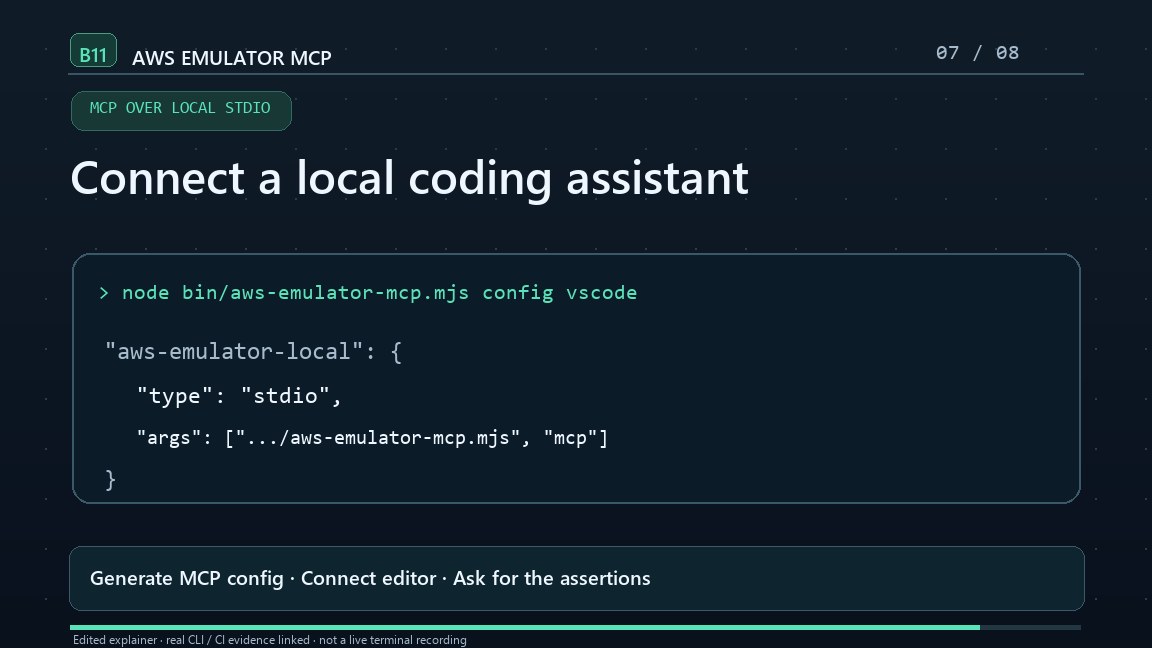 B11 AWS EMULATOR MCP 07 / 08
MCP OVER LOCAL STDIO
Connect a local coding assistant
> node bin/aws-emulator-mcp.mjs config vscode
"aws-emulator-local": {
"type": "stdio",
"args": [".../aws-emulator-mcp.mjs", "mcp"]
}
Generate MCP config · Connect editor · Ask for the assertions
Edited explainer · real CLI / CI evidence linked · not a live terminal recording